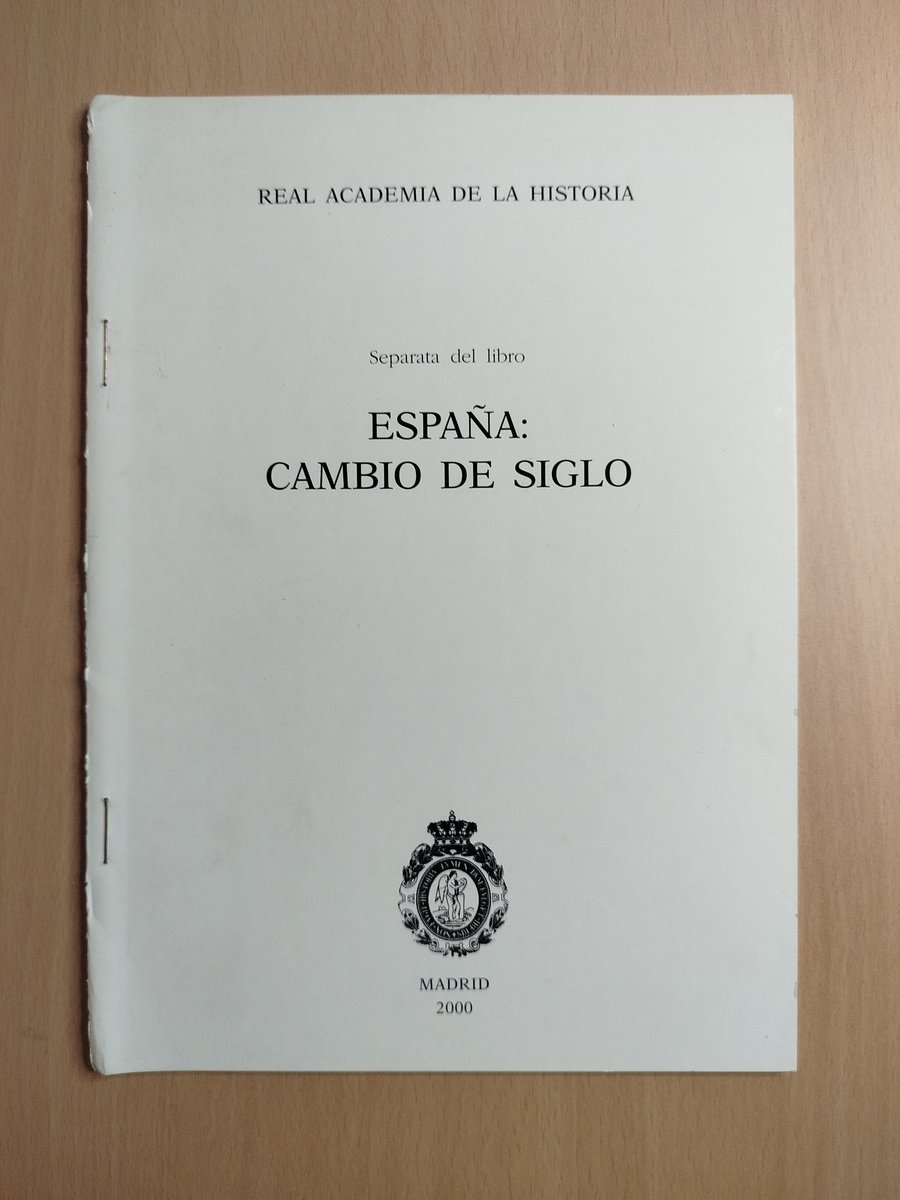 REAL ACADEMIA DE LA HISTORIA
Separata del libro
ESPAÑA:
CAMBIO DE SIGLO
MADRID
2000